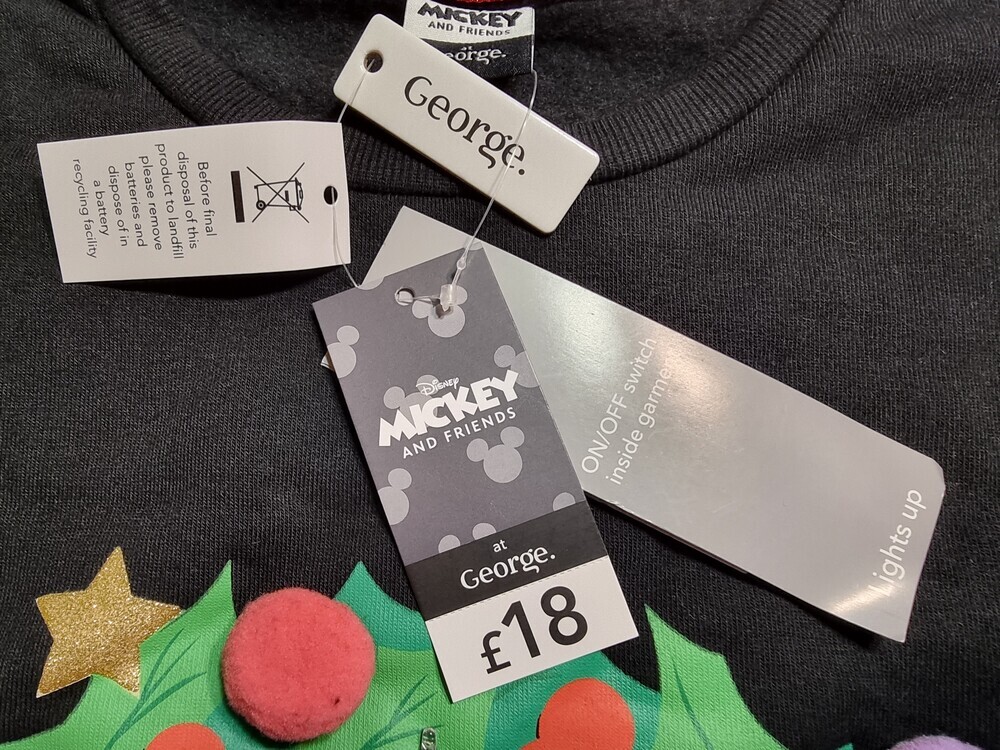 MICKEY
AND FRIENDS
George.
George.
Before final
disposal of this
product to landfill
please remove
batteries and
dispose of in
a battery
recycling facility
Disney
MICKEY
AND FRIENDS
at
George.
£18
ON/OFF switch
inside garment
Lights up